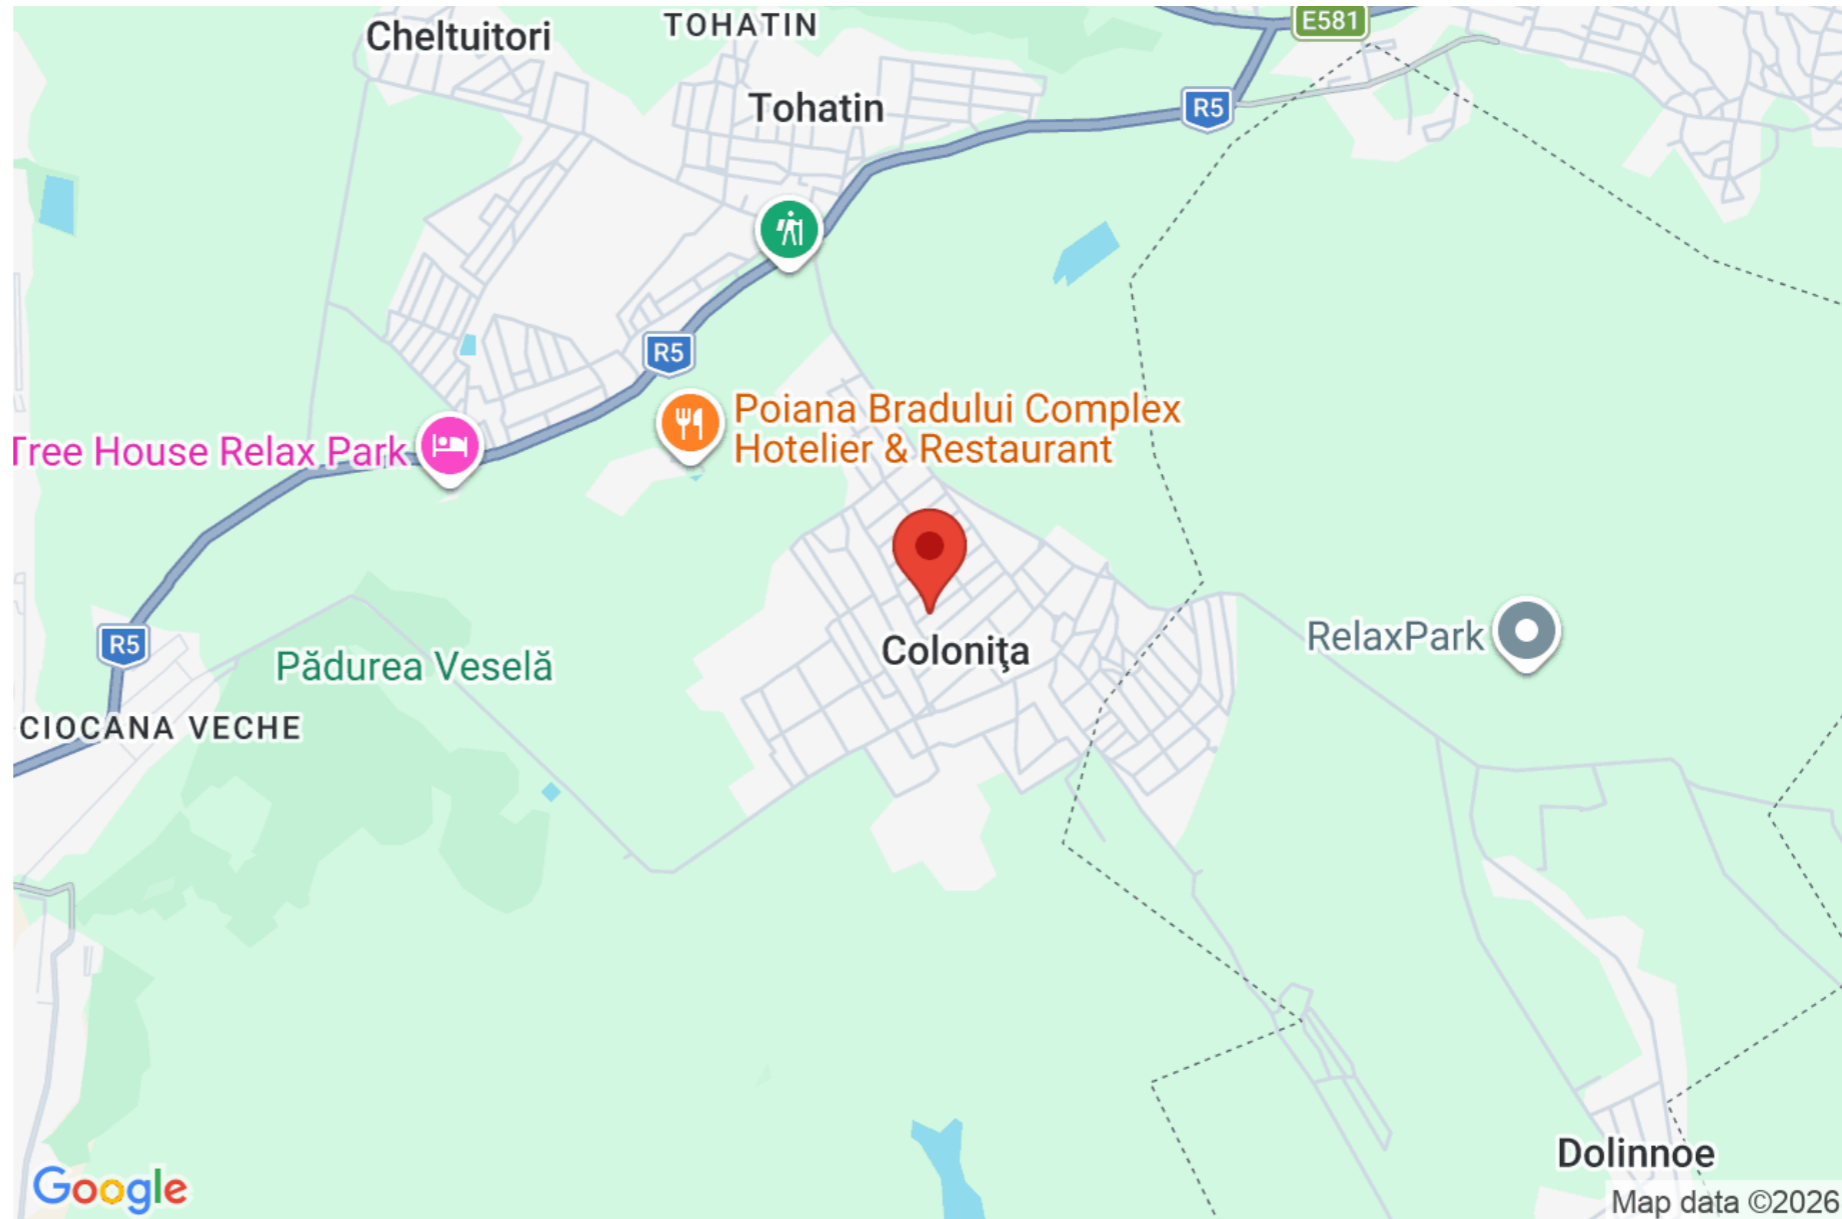 TOHATIN
E581
Cheltuitori
Tohatin
R5
R5
Poiana Bradului Complex
Hotelier & Restaurant
Tree House Relax Park
R5
Coloniţa
RelaxPark
Pădurea Veselă
CIOCANA VECHE
Dolinnoe
Google
Map data ©2026